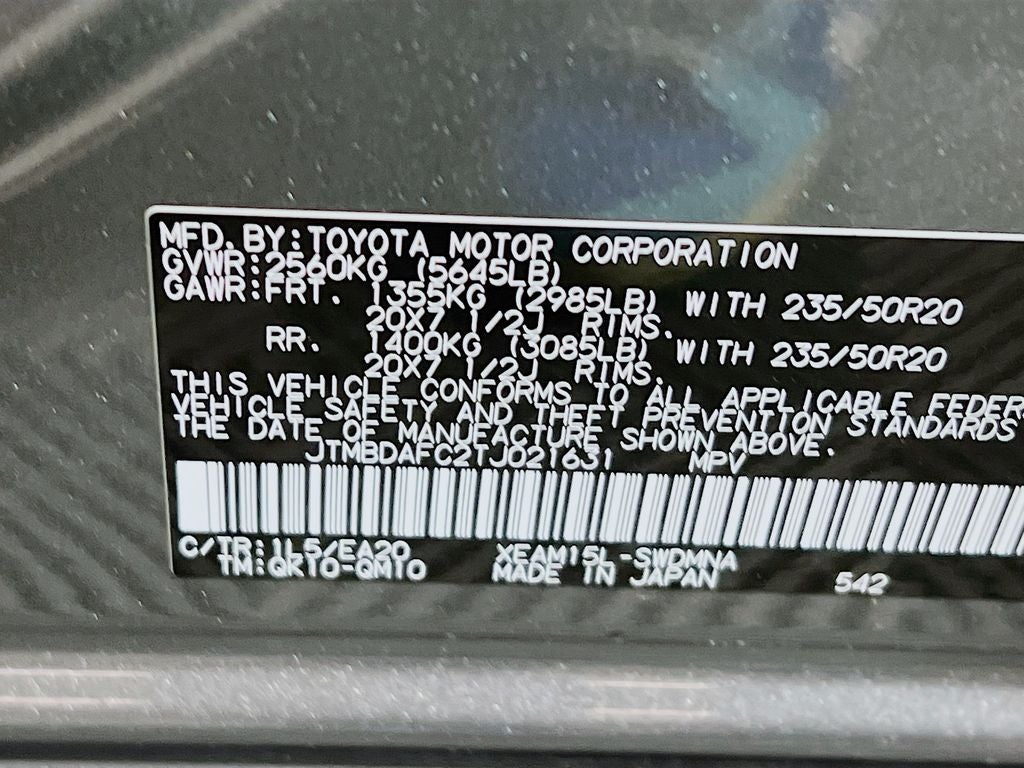 MFD. BY: TOYOTA MOTOR CORPORATION
GVWR: 2560KG (5645LB)
GAWR: FRT. 1355KG (2985LB) WITH 235/50R20
20X7 1/2J RIMS.
RR. 1400KG (3085LB) WITH 235/50R20
20X7 1/2J RIMS.
THIS VEHICLE CONFORMS TO ALL APPLICABLE FEDER
VEHICLE SAFETY AND THEFT PREVENTION STANDARDS
THE DATE OF MANUFACTURE SHOWN ABOVE.
JTMBDAFC2TJ021631 MPV
C/TR: 1L5/EA20 XEAM15L-SWDMNA
TM: QK10-QM10 MADE IN JAPAN 542